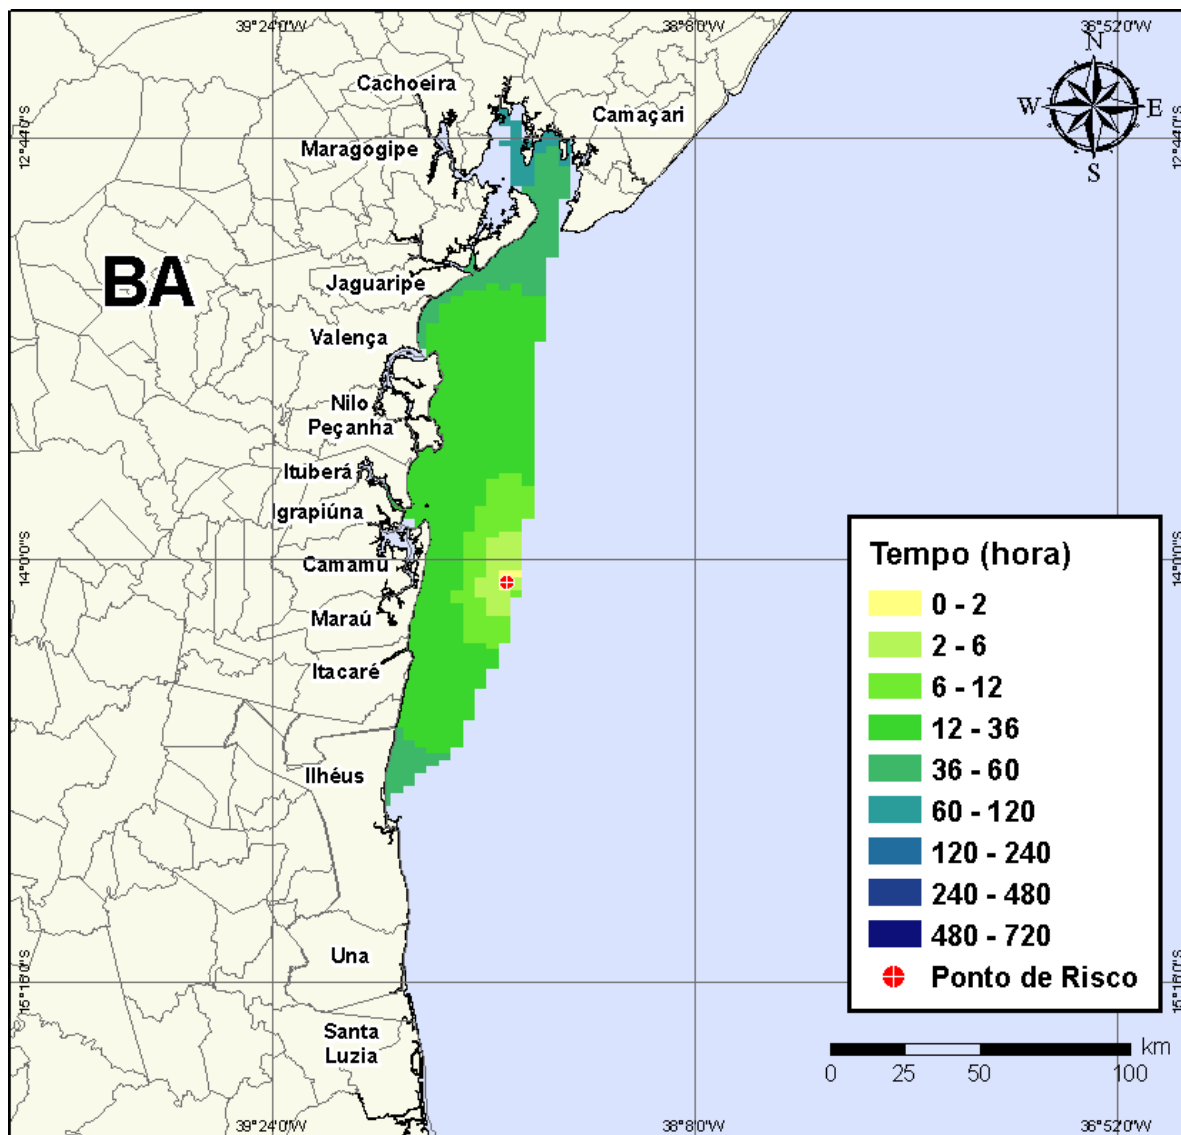 39°24'0"W
38°8'0"W
36°52'0"W
N
W
E
S
Cachoeira
Camaçari
12°44'0"S
12°44'0"S
Maragogipe
BA
Jaguaripe
Valença
Nilo
Peçanha
Ituberá
Igrapiúna
14°0'0"S
14°0'0"S
Camamu
Maraú
Itacaré
Ilhéus
Una
15°16'0"S
15°16'0"S
Santa
Luzia
Tempo (hora)
0 - 2
2 - 6
6 - 12
12 - 36
36 - 60
60 - 120
120 - 240
240 - 480
480 - 720
Ponto de Risco
km
0 25 50 100
39°24'0"W
38°8'0"W
36°52'0"W